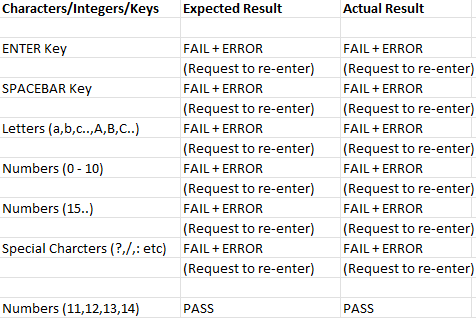 Characters/Integers/Keys Expected Result Actual Result
ENTER Key FAIL + ERROR FAIL + ERROR
(Request to re-enter) (Request to re-enter)
SPACEBAR Key FAIL + ERROR FAIL + ERROR
(Request to re-enter) (Request to re-enter)
Letters (a,b,c..,A,B,C..) FAIL + ERROR FAIL + ERROR
(Request to re-enter) (Request to re-enter)
Numbers (0 - 10) FAIL + ERROR FAIL + ERROR
(Request to re-enter) (Request to re-enter)
Numbers (15..) FAIL + ERROR FAIL + ERROR
(Request to re-enter) (Request to re-enter)
Special Charcters (?,/,: etc) FAIL + ERROR FAIL + ERROR
(Request to re-enter) (Request to re-enter)
Numbers (11,12,13,14) PASS PASS